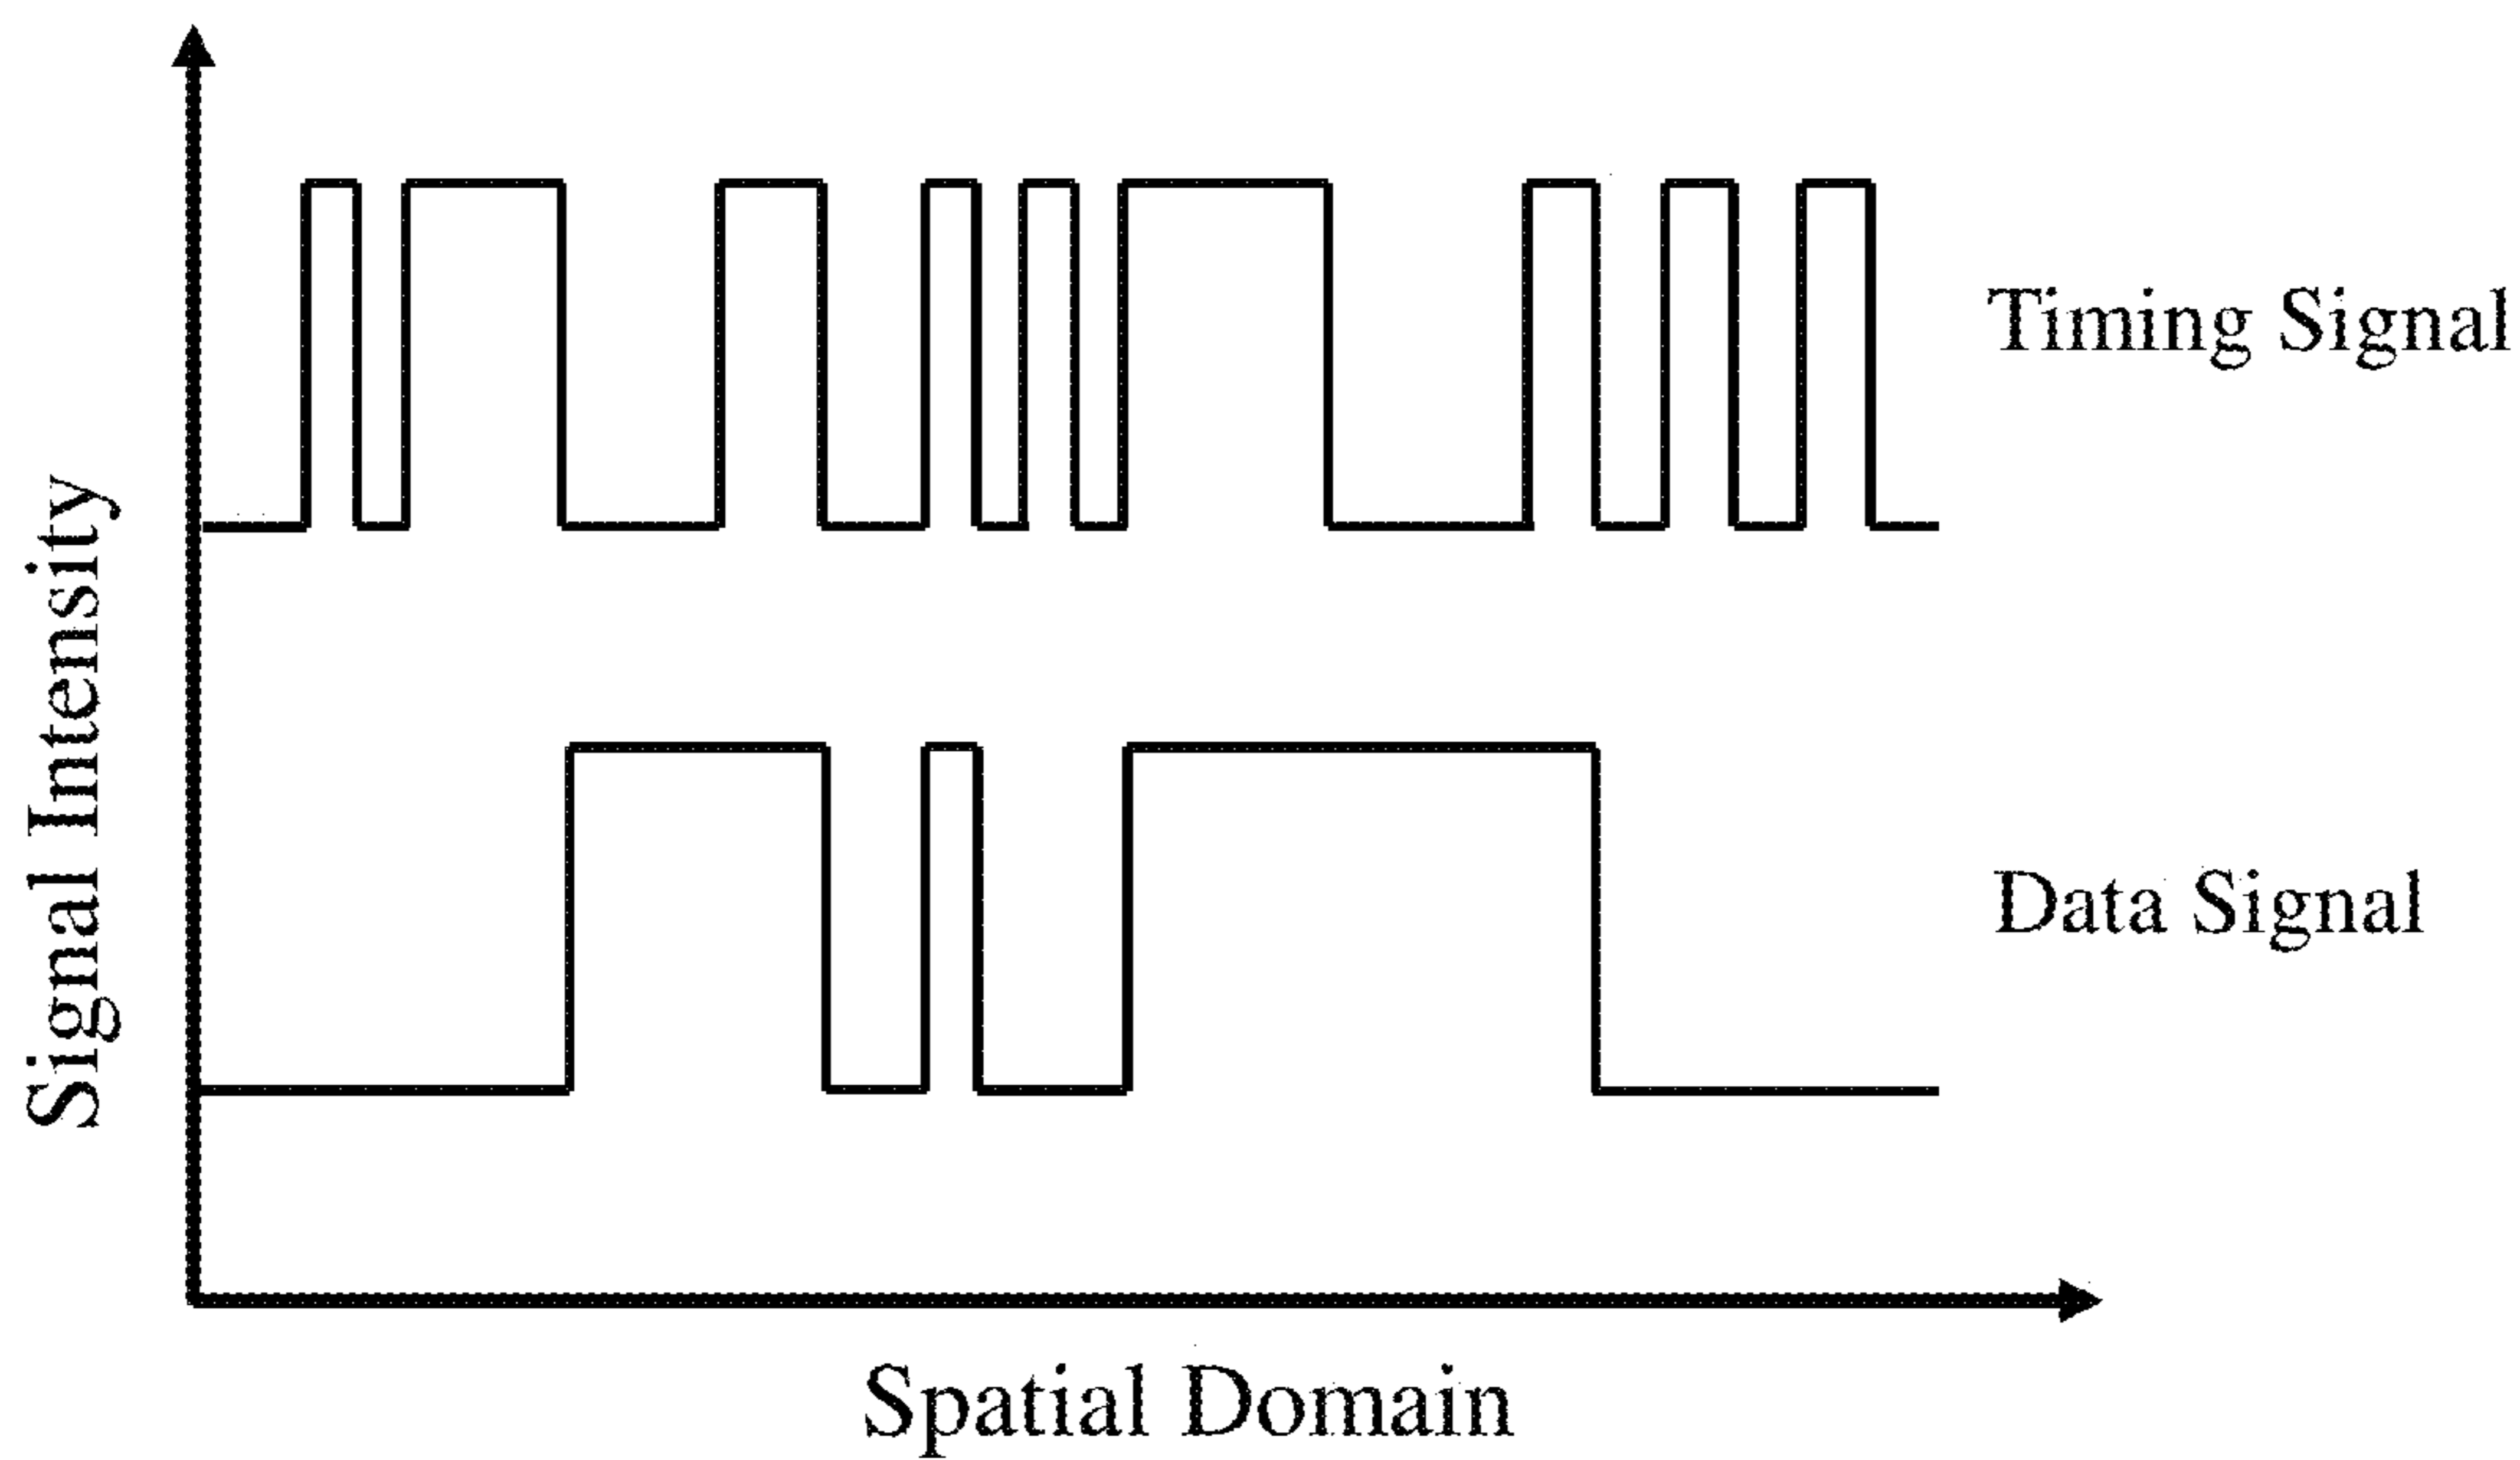 Signal Intensity
Timing Signal
Data Signal
Spatial Domain